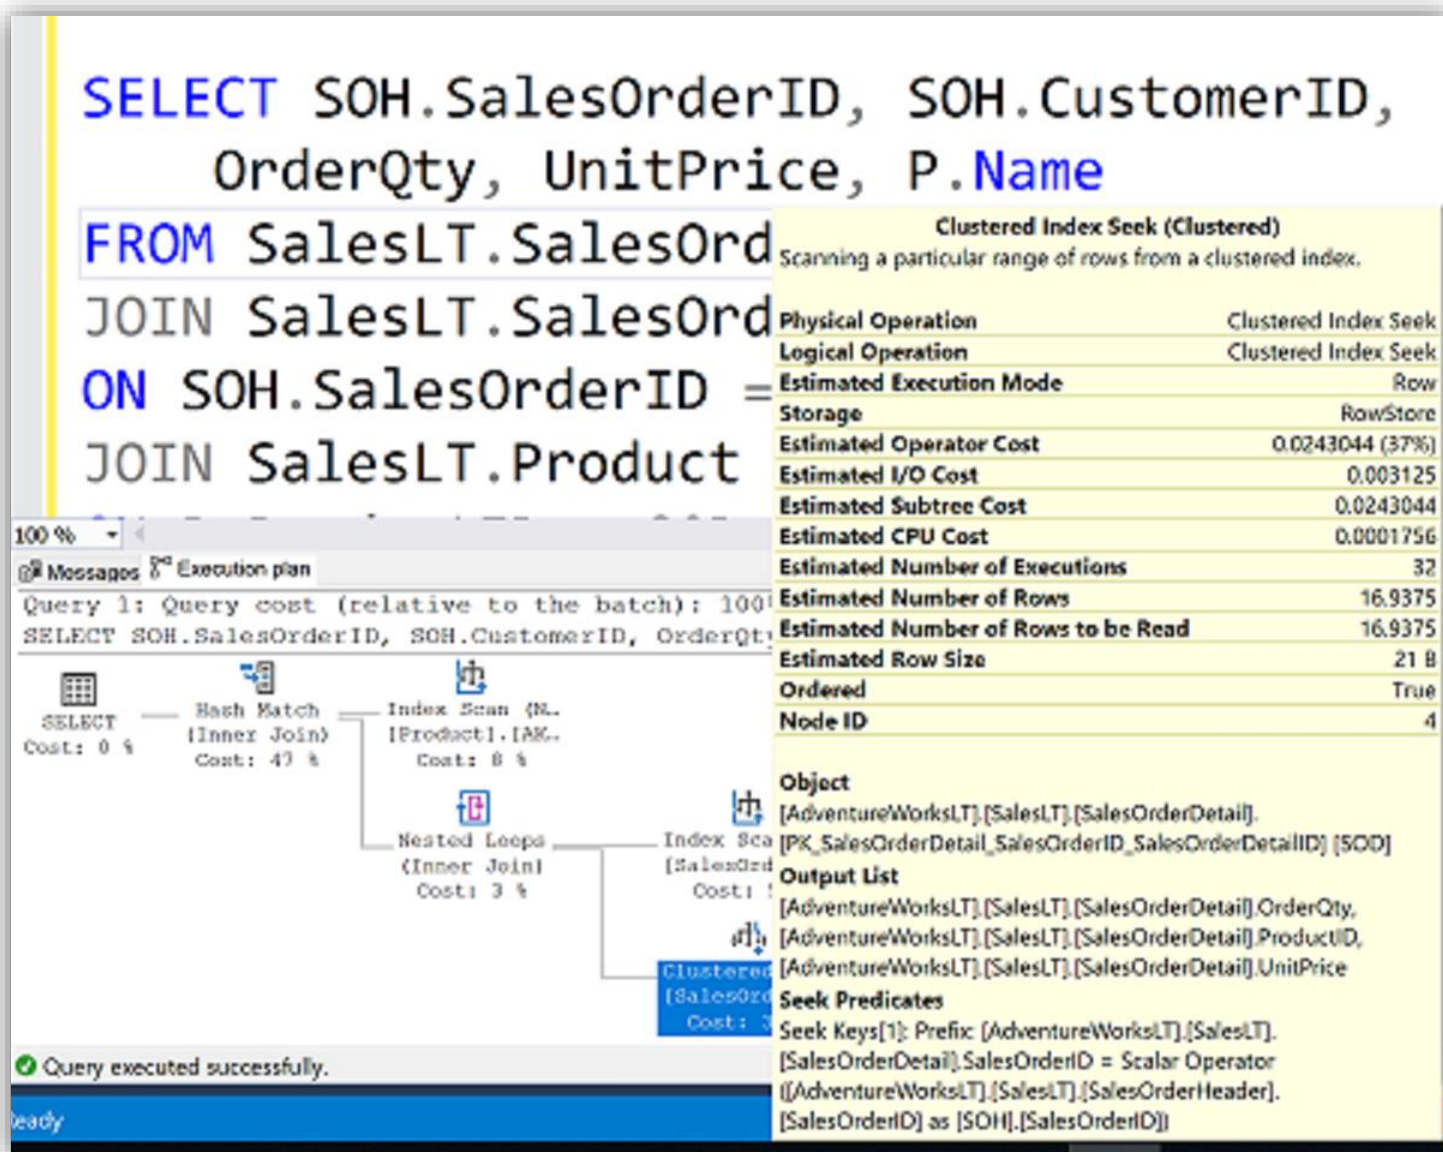 SELECT SOH.SalesOrderID, SOH.CustomerID,
OrderQty, UnitPrice, P.Name
FROM SalesLT.SalesOrd
JOIN SalesLT.SalesOrd
ON SOH.SalesOrderID =
JOIN SalesLT.Product
Clustered Index Seek (Clustered)
Scanning a particular range of rows from a clustered index.
Physical Operation Clustered Index Seek
Logical Operation Clustered Index Seek
Estimated Execution Mode Row
Storage RowStore
Estimated Operator Cost 0.0243044 (37%)
Estimated I/O Cost 0.003125
Estimated Subtree Cost 0.0243044
Estimated CPU Cost 0.0001756
Estimated Number of Executions 32
Estimated Number of Rows 16.9375
Estimated Number of Rows to be Read 16.9375
Estimated Row Size 21 B
Ordered True
Node ID 4
Object
[AdventureWorksLT].[SalesLT].[SalesOrderDetail].
[PK_SalesOrderDetail_SalesOrderID_SalesOrderDetailID] [SOD]
Output List
[AdventureWorksLT].[SalesLT].[SalesOrderDetail].OrderQty,
[AdventureWorksLT].[SalesLT].[SalesOrderDetail].ProductID,
[AdventureWorksLT].[SalesLT].[SalesOrderDetail].UnitPrice
Seek Predicates
Seek Keys[1]: Prefix: [AdventureWorksLT].[SalesLT].
[SalesOrderDetail].SalesOrderID = Scalar Operator
([AdventureWorksLT].[SalesLT].[SalesOrderHeader].
[SalesOrderID] as [SOH].[SalesOrderID])
100 %
Messages Execution plan
Query 1: Query cost (relative to the batch): 100
SELECT SOH.SalesOrderID, SOH.CustomerID, OrderQty
SELECT
Cost: 0 %
Hash Match
(Inner Join)
Cost: 47 %
Index Scan (N…
[Product].[AK…
Cost: 8 %
Nested Loops
(Inner Join)
Cost: 3 %
Index Sca
[SalesOrd
Cost:
Clustered
[SalesOrd
Cost: 3
Query executed successfully.
eady